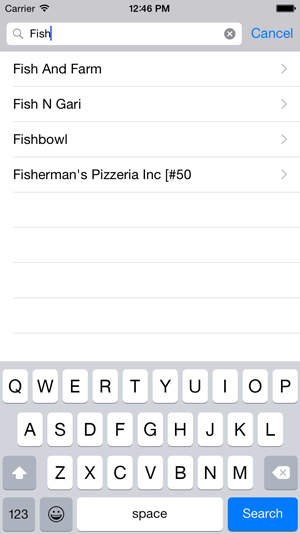 Carrier 12:46 PM
Fish Cancel
Fish And Farm
Fish N Gari
Fishbowl
Fisherman's Pizzeria Inc [#50
Q W E R T Y U I O P
A S D F G H J K L
Z X C V B N M
123 space Search